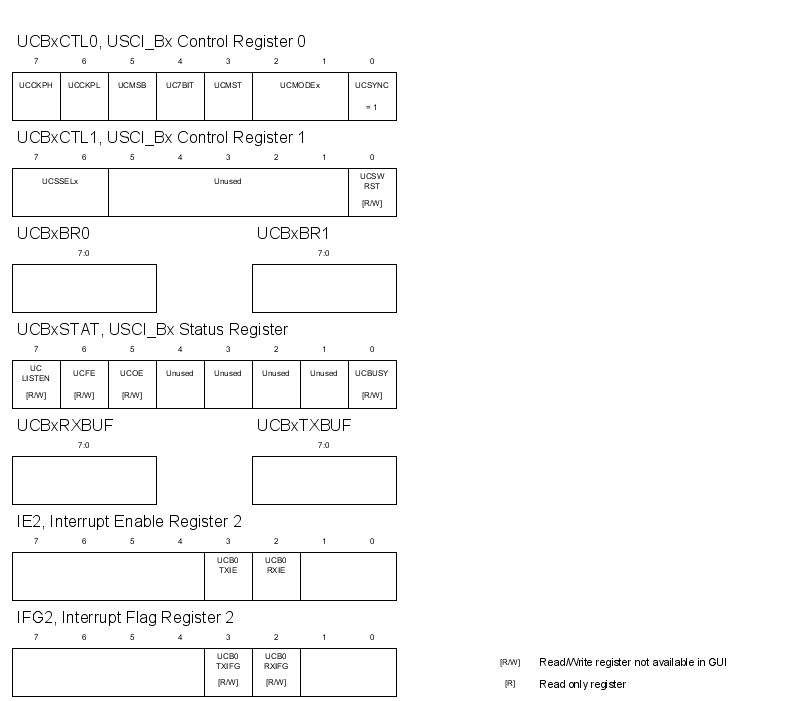 UCBxCTL0, USCI_Bx Control Register 0
7 6 5 4 3 2 1 0
UCCKPH UCCKPL UCMSB UC7BIT UCMST UCMODEx UCSYNC
= 1
UCBxCTL1, USCI_Bx Control Register 1
7 6 5 4 3 2 1 0
UCSSELx Unused UCSW
RST
[R/W]
UCBxBR0 UCBxBR1
7:0 7:0
UCBxSTAT, USCI_Bx Status Register
7 6 5 4 3 2 1 0
UC
LISTEN UCFE UCOE Unused Unused Unused Unused UCBUSY
[R/W] [R/W] [R/W] [R/W]
UCBxRXBUF UCBxTXBUF
7:0 7:0
IE2, Interrupt Enable Register 2
7 6 5 4 3 2 1 0
UCB0 UCB0
TXIE RXIE
IFG2, Interrupt Flag Register 2
7 6 5 4 3 2 1 0
UCB0 UCB0
TXIFG RXIFG
[R/W] [R/W]
[R/W] Read/Write register not available in GUI
[R] Read only register